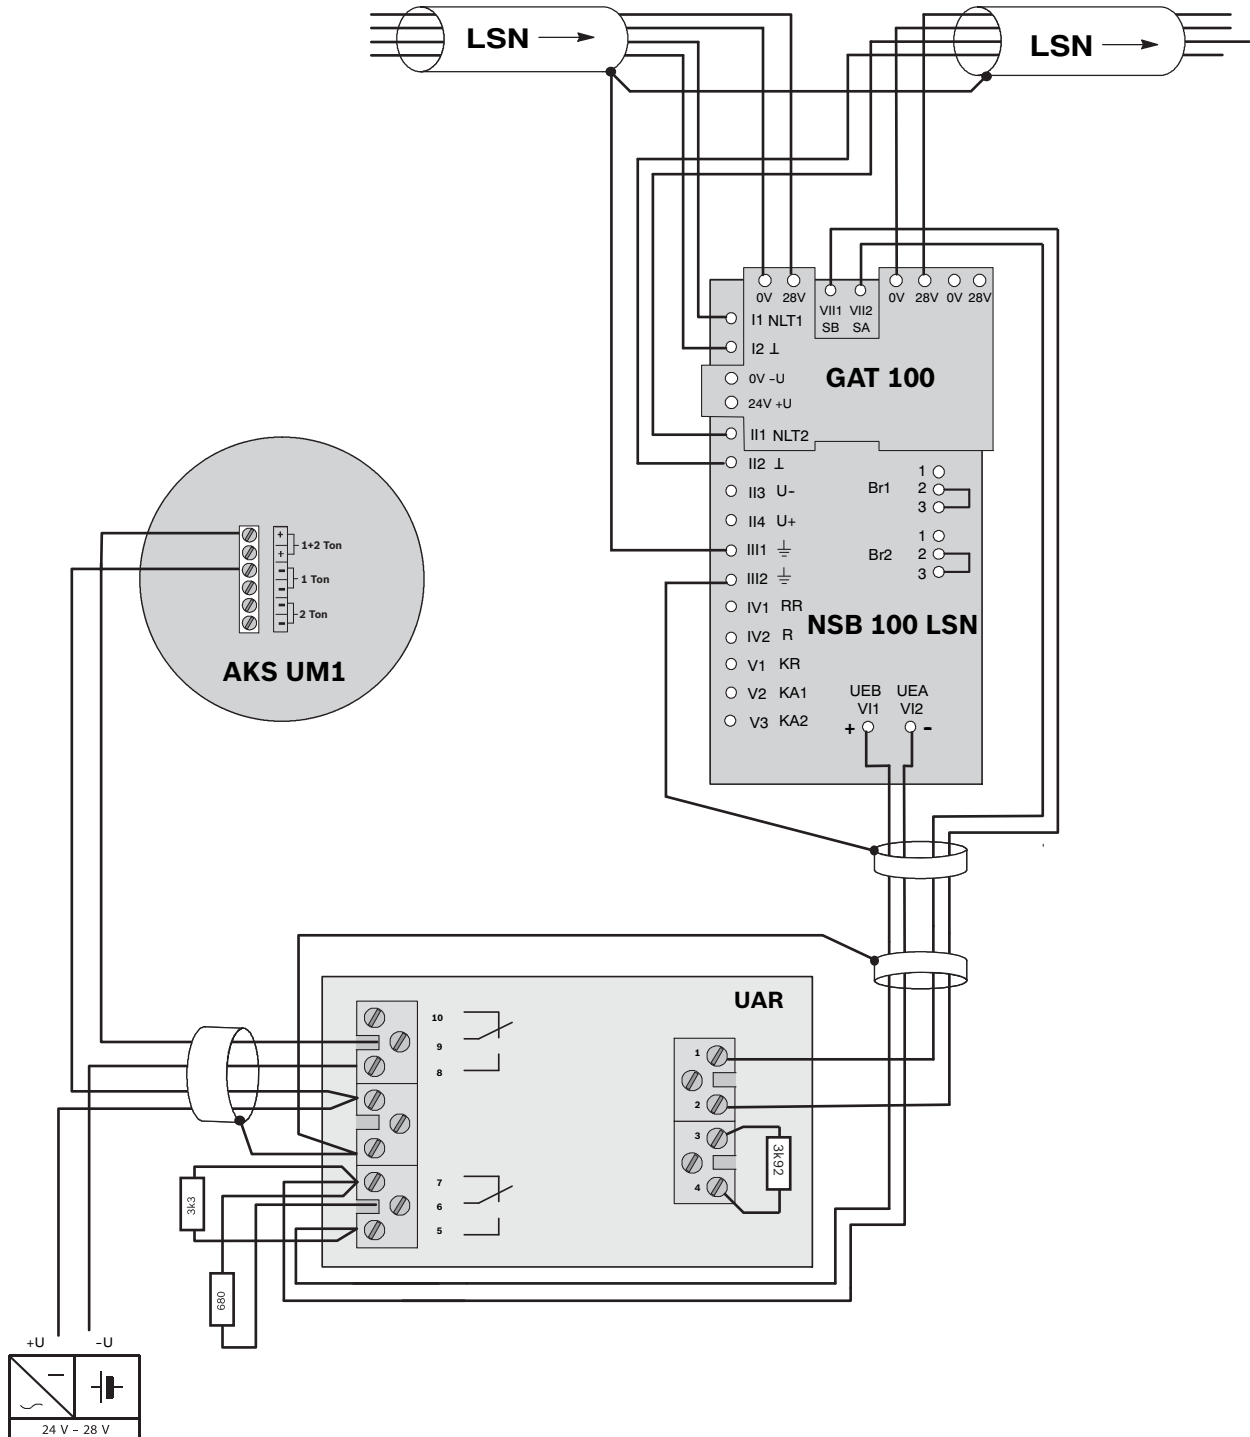 LSN
LSN
0V 28V
VII1 VII2
SB SA
0V 28V 0V 28V
I1 NLT1
I2 ⊥
0V –U
24V +U
GAT 100
II1 NLT2
II2 ⊥
II3 U-
II4 U+
III1
III2
IV1 RR
IV2 R
V1 KR
V2 KA1
V3 KA2
Br1
1
2
3
Br2
1
2
3
NSB 100 LSN
UEB UEA
VI1 VI2
+ -
+
+
-
-
-
-
1+2 Ton
1 Ton
2 Ton
AKS UM1
UAR
10
9
8
7
6
5
1
2
3
4
3k92
3k3
680
+U –U
24 V – 28 V